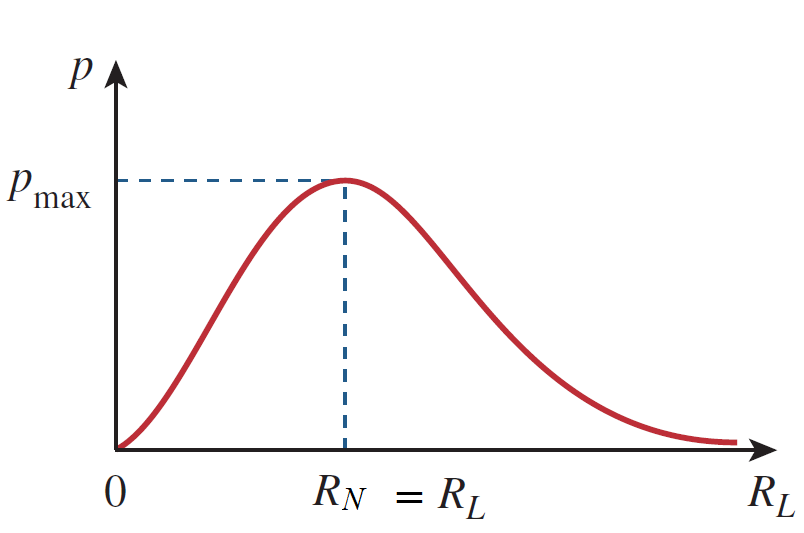 p
p_max
0
R_N = R_L
R_L